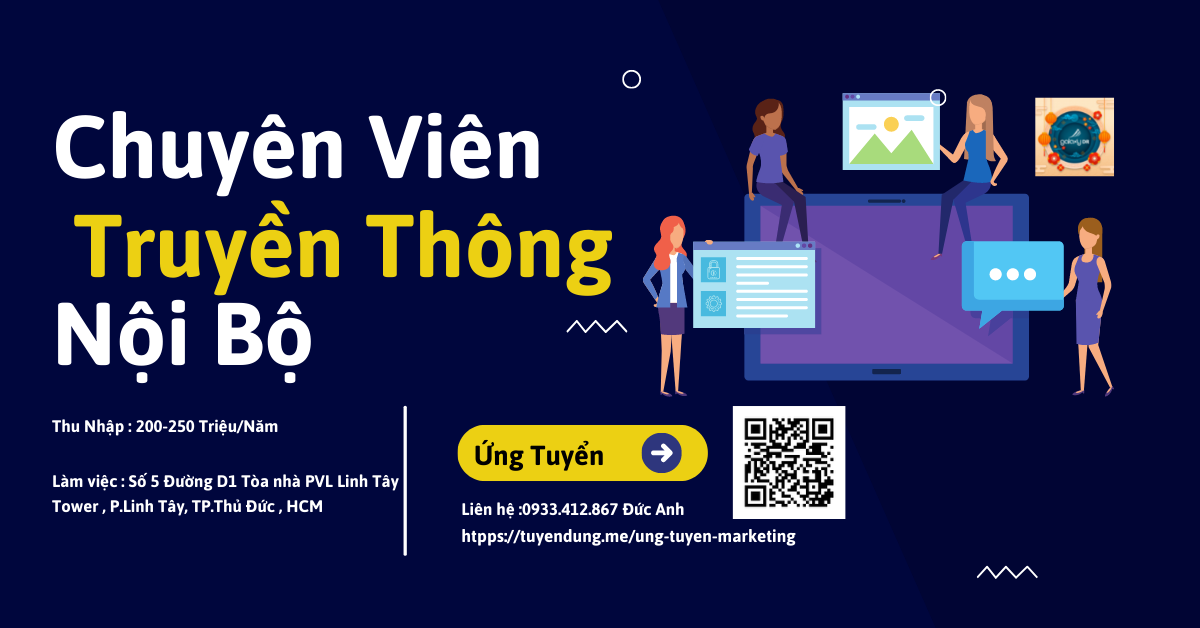 Chuyên Viên
Truyền Thông
Nội Bộ
Thu Nhập : 200-250 Triệu/Năm
Làm việc : Số 5 Đường D1 Tòa nhà PVL Linh Tây
Tower , P.Linh Tây, TP.Thủ Đức , HCM
Ứng Tuyển
Liên hệ :0933.412.867 Đức Anh
htpps://tuyendung.me/ung-tuyen-marketing